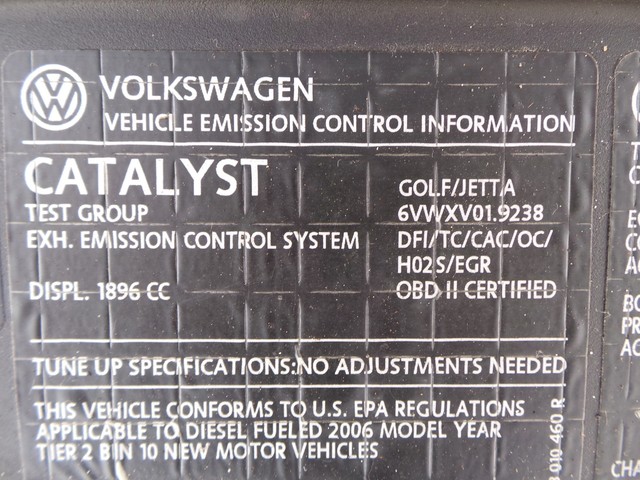 VOLKSWAGEN
VEHICLE EMISSION CONTROL INFORMATION
CATALYST GOLF/JETTA
TEST GROUP 6VWXV01.9238
EXH. EMISSION CONTROL SYSTEM DFI/TC/CAC/OC/
H02S/EGR
DISPL. 1896 CC OBD II CERTIFIED
TUNE UP SPECIFICATIONS:NO ADJUSTMENTS NEEDED
THIS VEHICLE CONFORMS TO U.S. EPA REGULATIONS
APPLICABLE TO DIESEL FUELED 2006 MODEL YEAR
TIER 2 BIN 10 NEW MOTOR VEHICLES
010 460 R